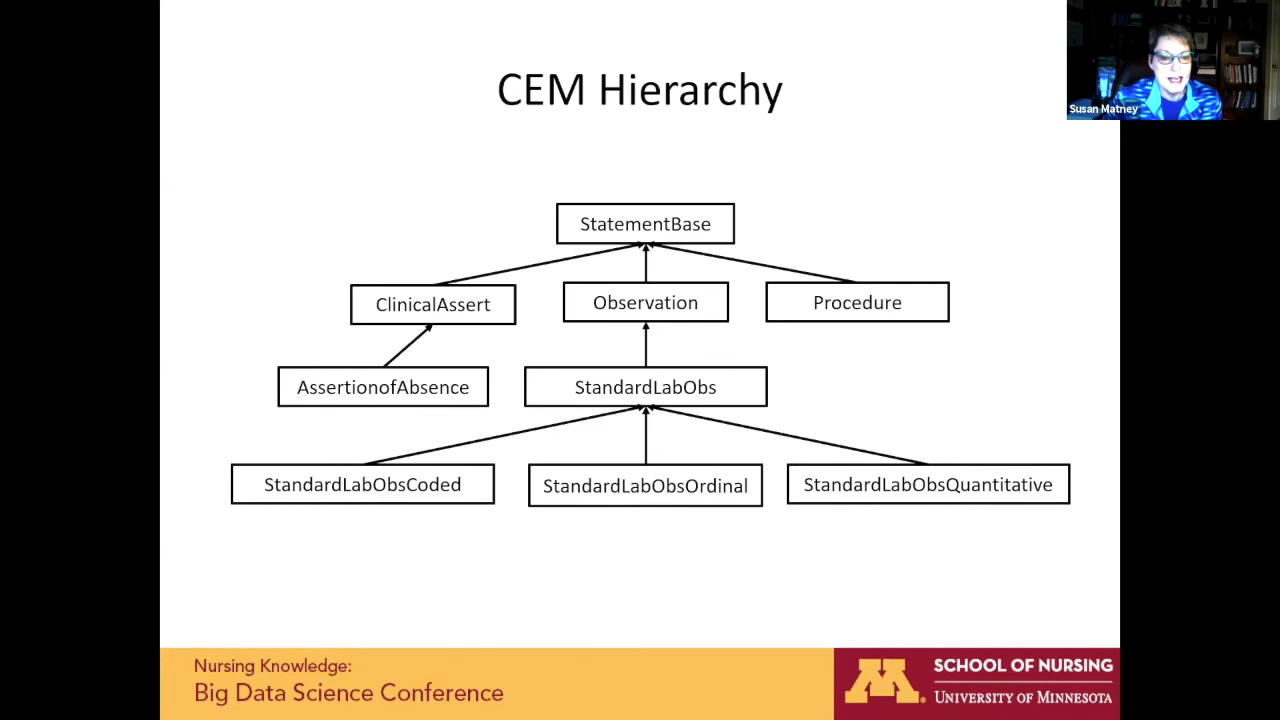 CEM Hierarchy
Susan Matney
StatementBase
ClinicalAssert
Observation
Procedure
AssertionofAbsence
StandardLabObs
StandardLabObsCoded
StandardLabObsOrdinal
StandardLabObsQuantitative
Nursing Knowledge:
Big Data Science Conference
M
SCHOOL OF NURSING
UNIVERSITY OF MINNESOTA